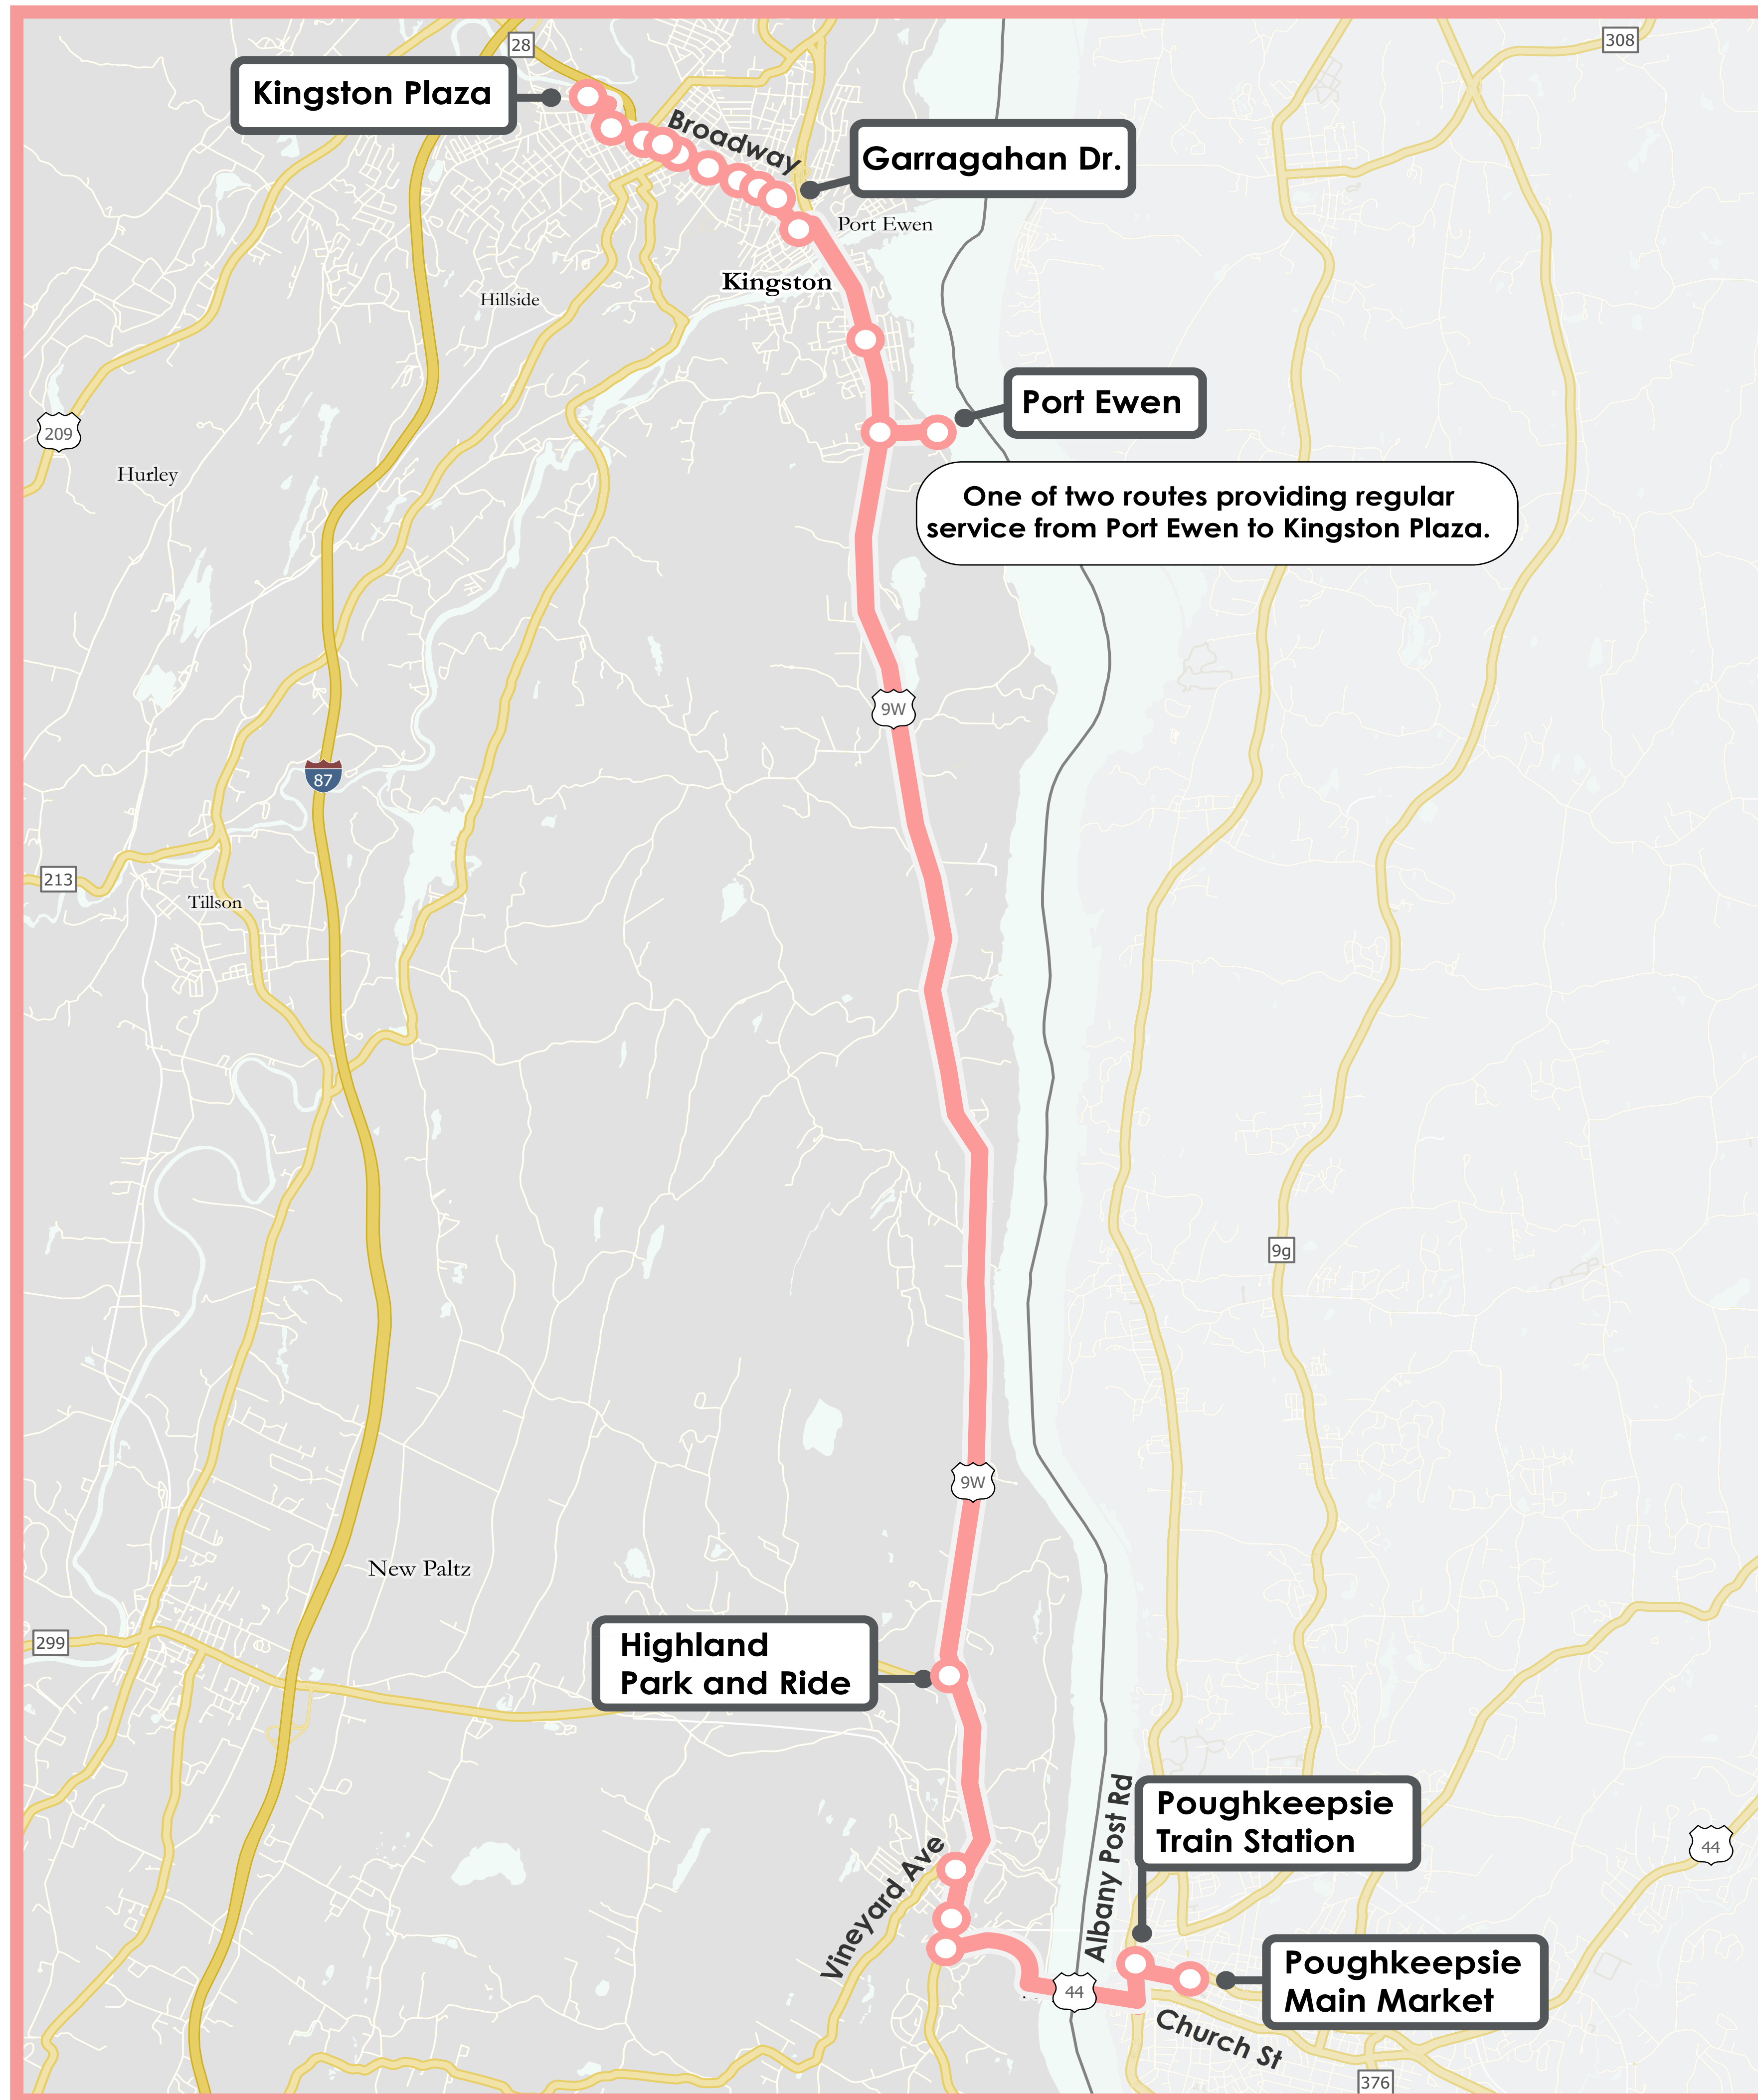 308
28
Kingston Plaza
Broadway
Garragahan Dr.
Port Ewen
Kingston
Hillside
Port Ewen
209
Hurley
One of two routes providing regular
service from Port Ewen to Kingston Plaza.
9W
87
213
Tillson
9g
9W
New Paltz
299
Highland
Park and Ride
Albany Post Rd
Poughkeepsie
Train Station
44
Vineyard Ave
Poughkeepsie
Main Market
44
Church St
376